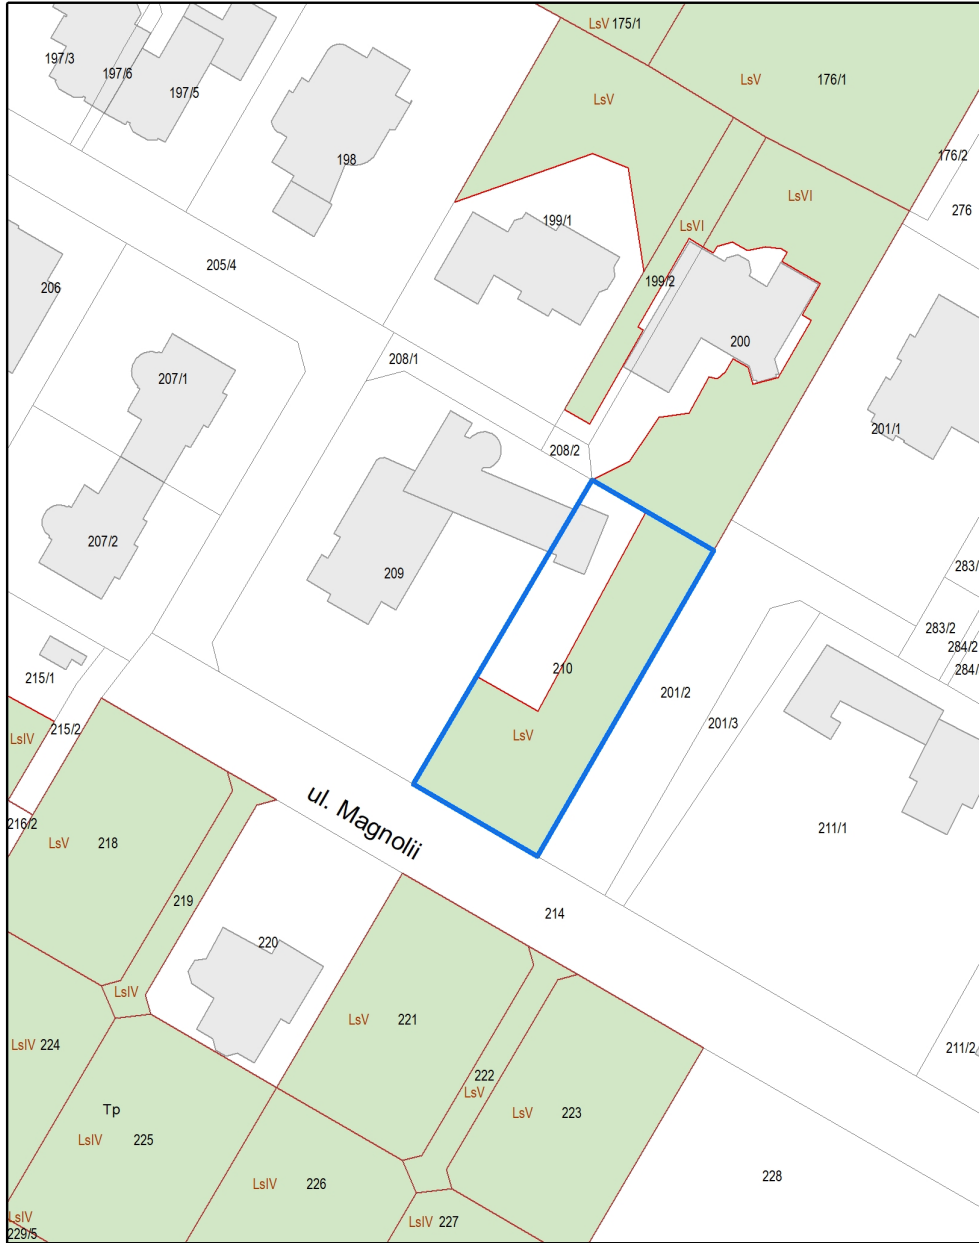 LsV 175/1
197/3
197/6
197/5
LsV
LsV
176/1
198
176/2
LsVI
276
199/1
LsVI
205/4
199/2
206
200
208/1
207/1
201/1
208/2
207/2
209
283/
283/2
284/2
284/
215/1
210
201/2
201/3
215/2
LsIV
LsV
ul. Magnolii
216/2
LsV 218
211/1
219
214
220
LsIV
LsV 221
LsIV 224
211/2
222
LsV
LsV 223
Tp
LsIV 225
228
LsIV 226
LsIV
LsIV 227
229/5